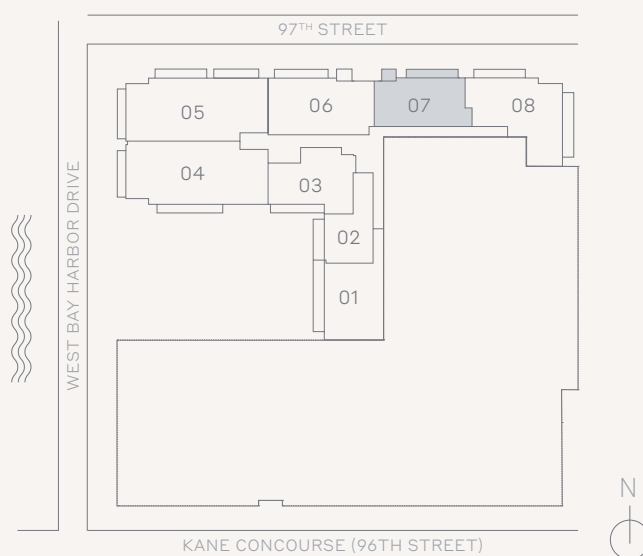 97TH STREET
05
06
07
08
04
03
02
01
WEST BAY HARBOR DRIVE
N
KANE CONCOURSE (96TH STREET)